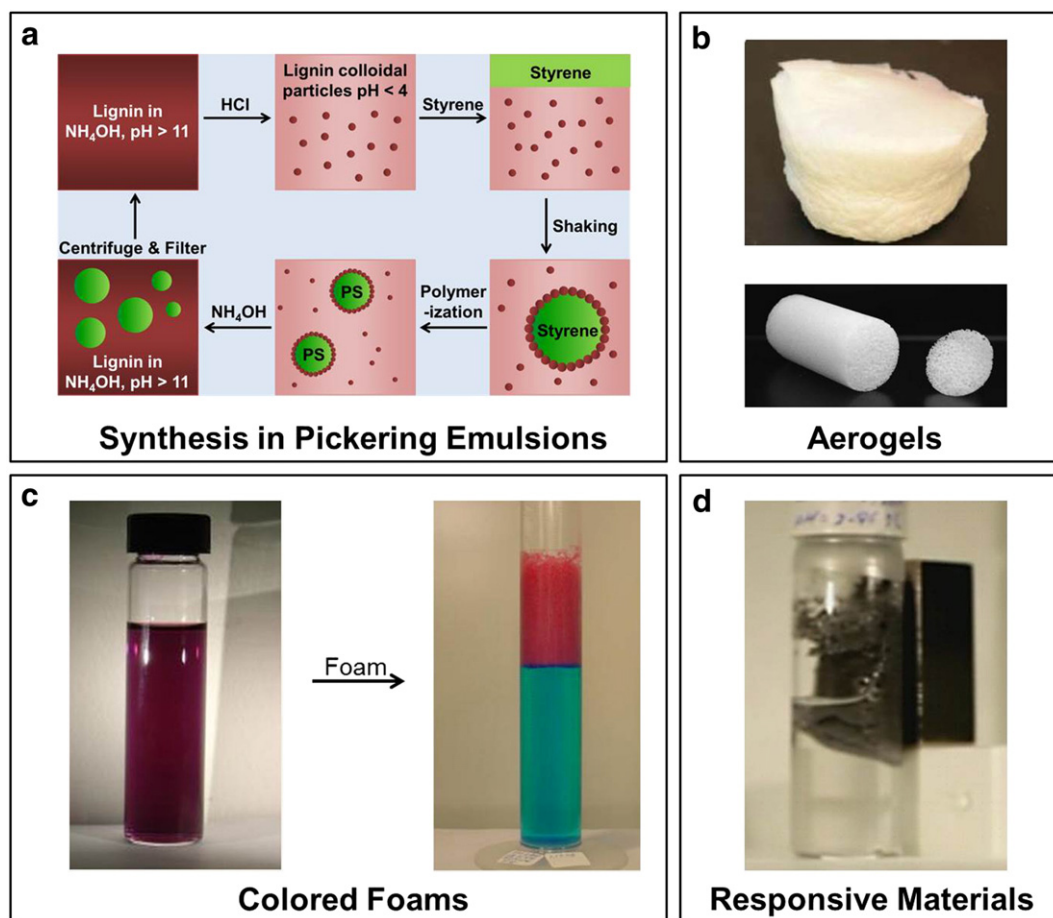 a
Lignin in
NH₄OH, pH > 11
HCl
Lignin colloidal
particles pH < 4
Styrene
Styrene
Shaking
Centrifuge & Filter
Lignin in
NH₄OH, pH > 11
NH₄OH
PS
PS
Polymer
-ization
Styrene
Synthesis in Pickering Emulsions
b
Aerogels
c
Foam
Colored Foams
d
Responsive Materials